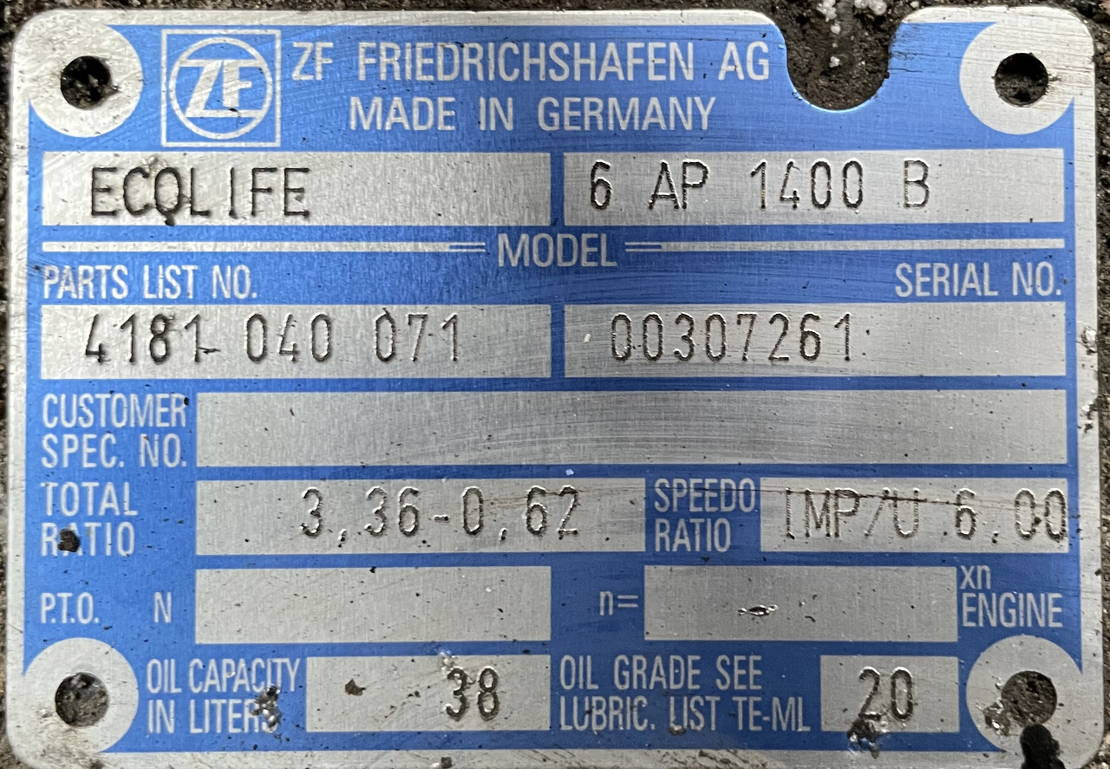 ZF ZF FRIEDRICHSHAFEN AG
MADE IN GERMANY
ECOLIFE 6 AP 1400 B
MODEL
PARTS LIST NO. SERIAL NO.
4181 040 071 00307261
CUSTOMER
SPEC. NO.
TOTAL
RATIO 3,36-0,62 SPEEDO
RATIO IMP/U 6,00
P.T.O. N n= xn
ENGINE
OIL CAPACITY
IN LITERS 38 OIL GRADE SEE
LUBRIC. LIST TE-ML 20